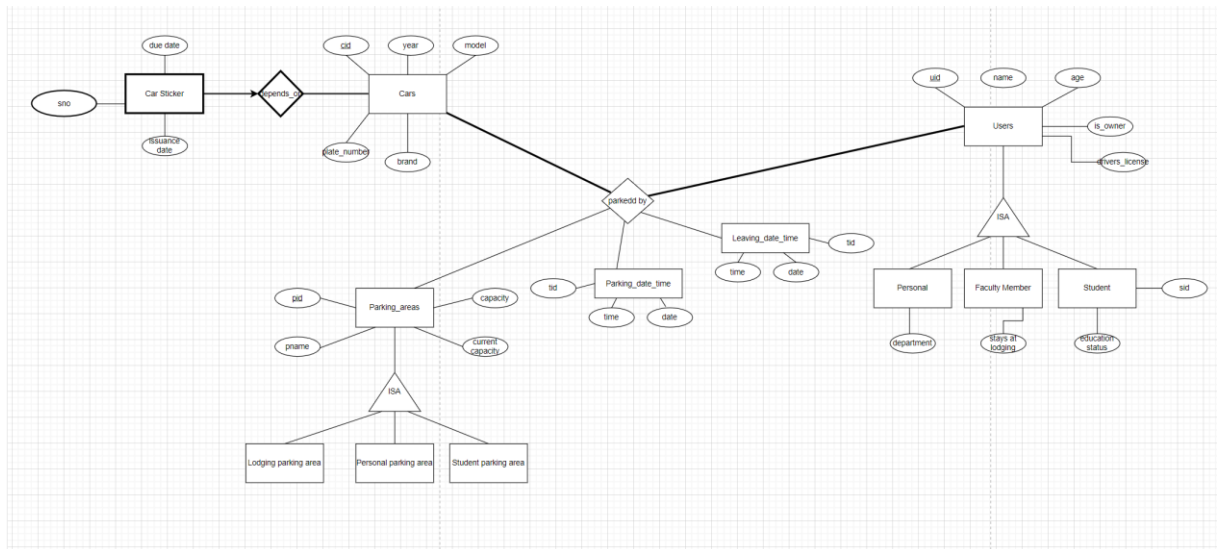 due date
cid
year
model
Car Sticker
depends_on
Cars
sno
issuance
date
plate_number
brand
uid
name
age
Users
is_owner
drivers_license
parkedd by
ISA
Leaving_date_time
tid
time
date
tid
Parking_date_time
time
date
Personal
Faculty Member
Student
sid
department
stays at
lodging
education
status
pid
Parking_areas
capacity
pname
current
capacity
ISA
Lodging parking area
Personal parking area
Student parking area